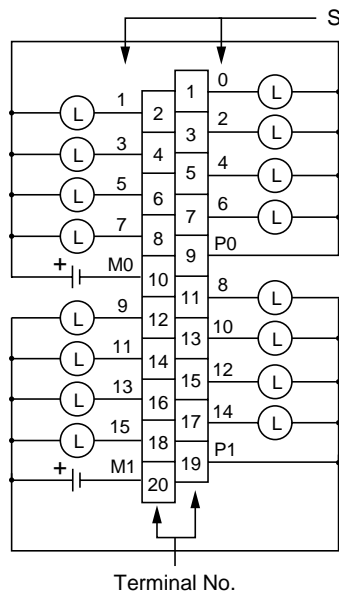 S
1 0
L 1 2 L
2 3
L 3 4 5 4 L
L 5 6 7 6 L
L 7 8 9 P0
+ M0 10 11 8 L
L 9 12 13 10 L
L 11 14 15 12 L
L 13 16 17 14 L
L 15 18 19 P1
+ M1 20
Terminal No.